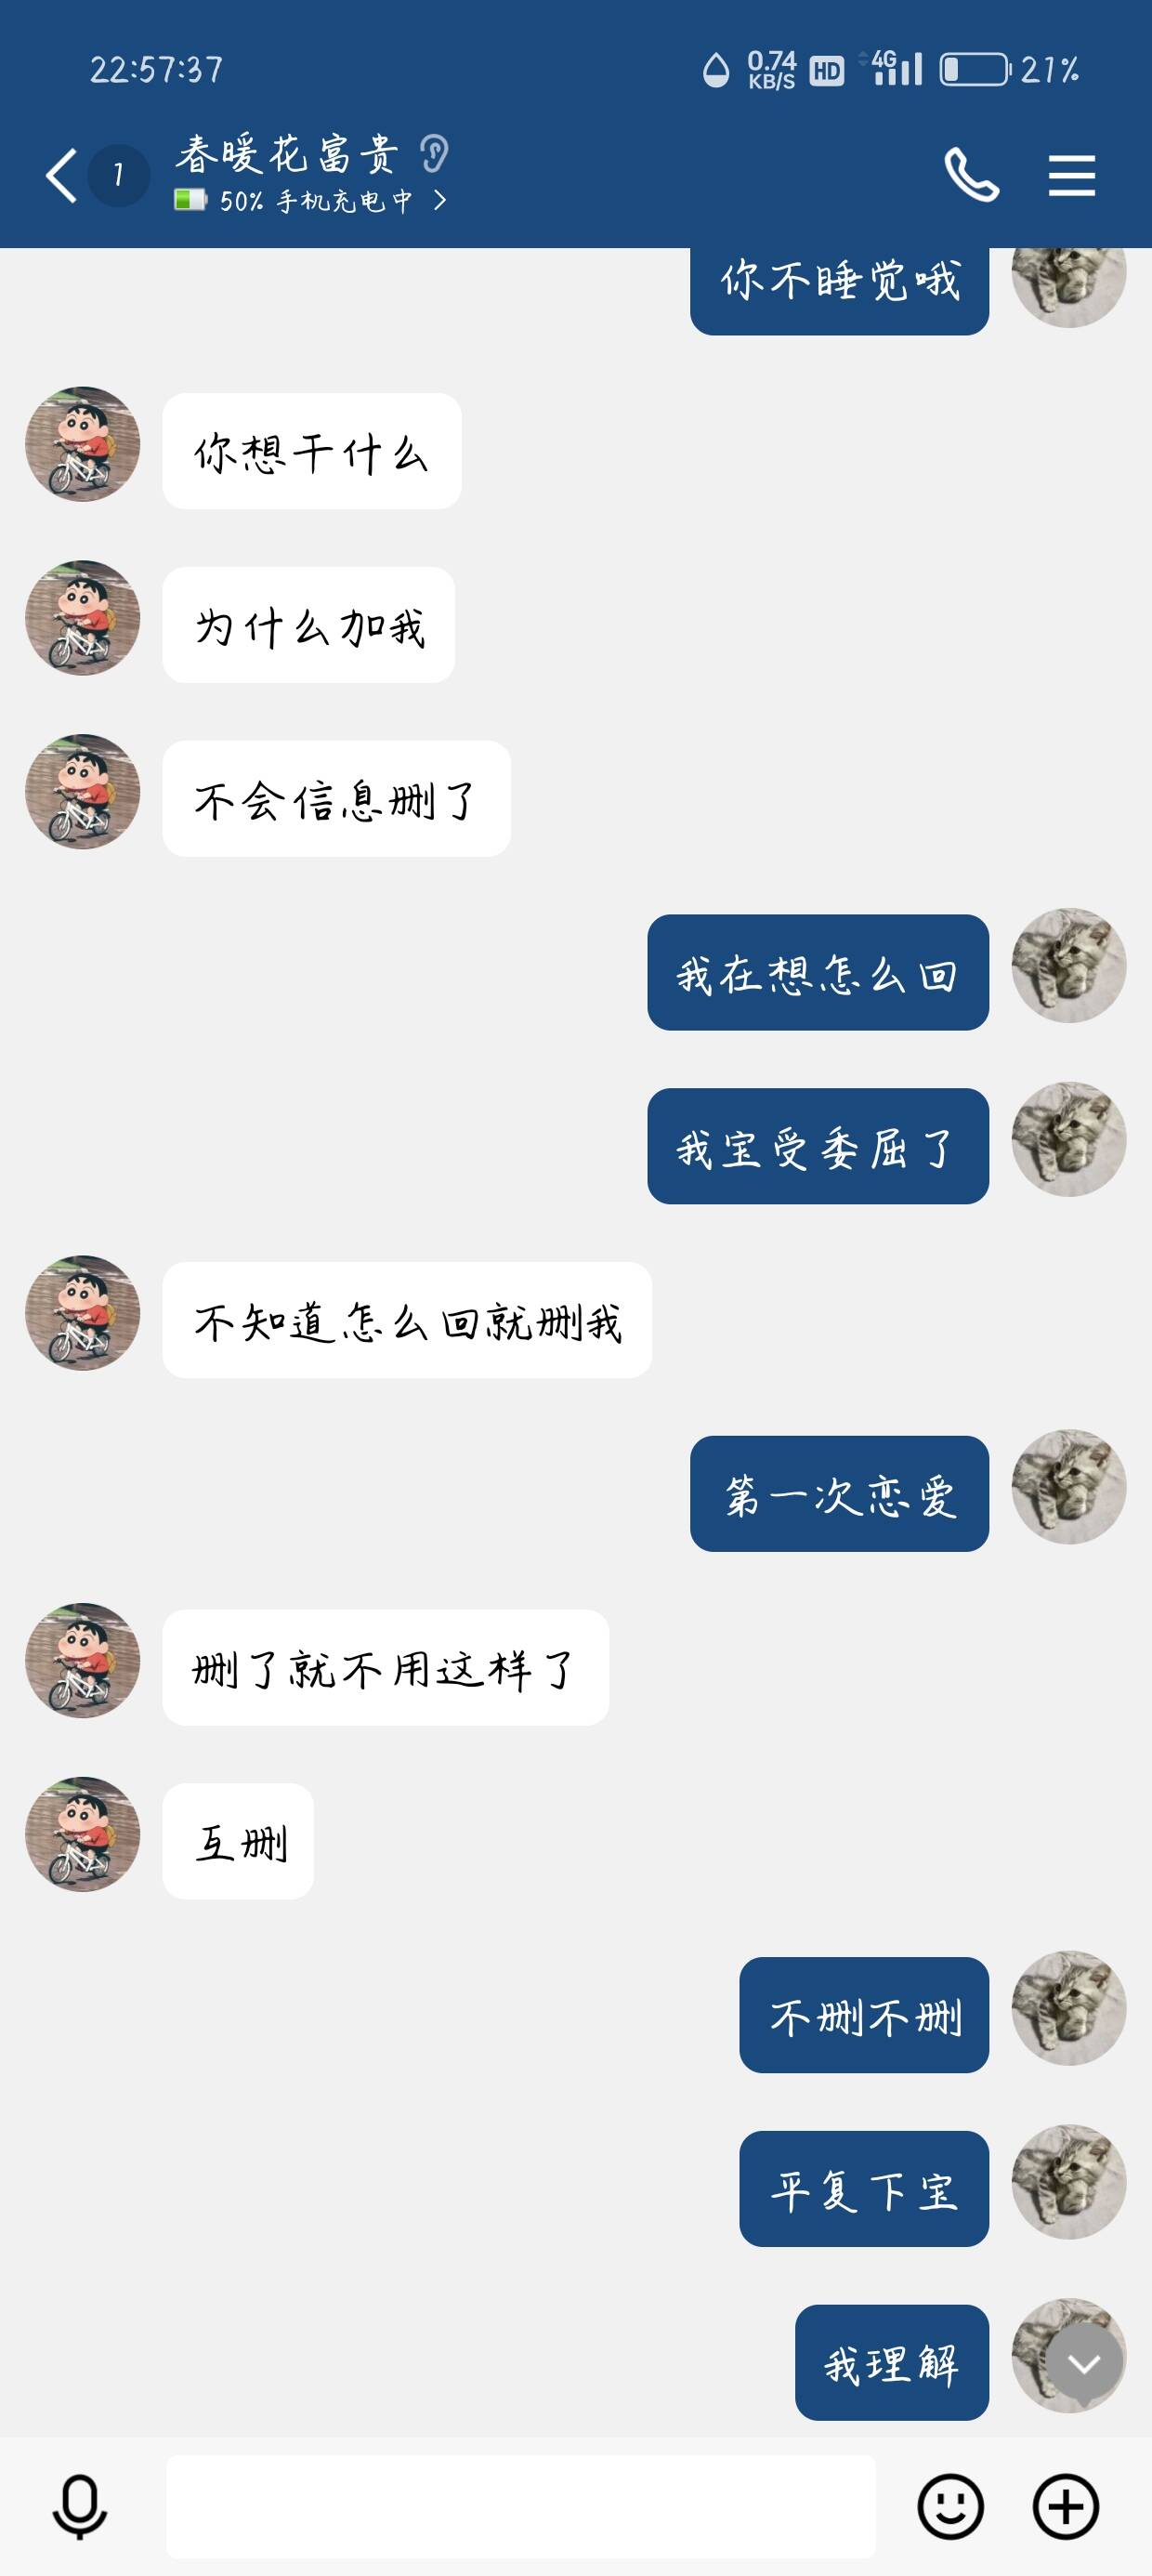 22:57:37
0.74
KB/S
HD
4G
21%
1
春暖花富贵
50% 手机充电中
你不睡觉哦
你想干什么
为什么加我
不会信息删了
我在想怎么回
我宝受委屈了
不知道怎么回就删我
第一次恋爱
删了就不用这样了
互删
不删不删
平复下宝
我理解